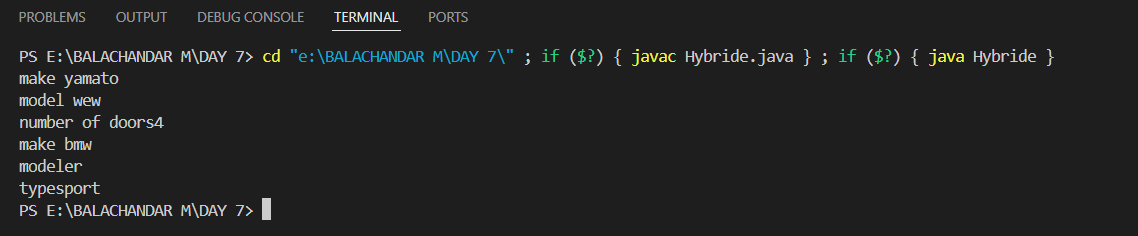 PROBLEMS OUTPUT DEBUG CONSOLE TERMINAL PORTS
PS E:\BALACHANDAR M\DAY 7> cd "e:\BALACHANDAR M\DAY 7\" ; if ($?) { javac Hybride.java } ; if ($?) { java Hybride }
make yamato
model wew
number of doors4
make bmw
modeler
typesport
PS E:\BALACHANDAR M\DAY 7>